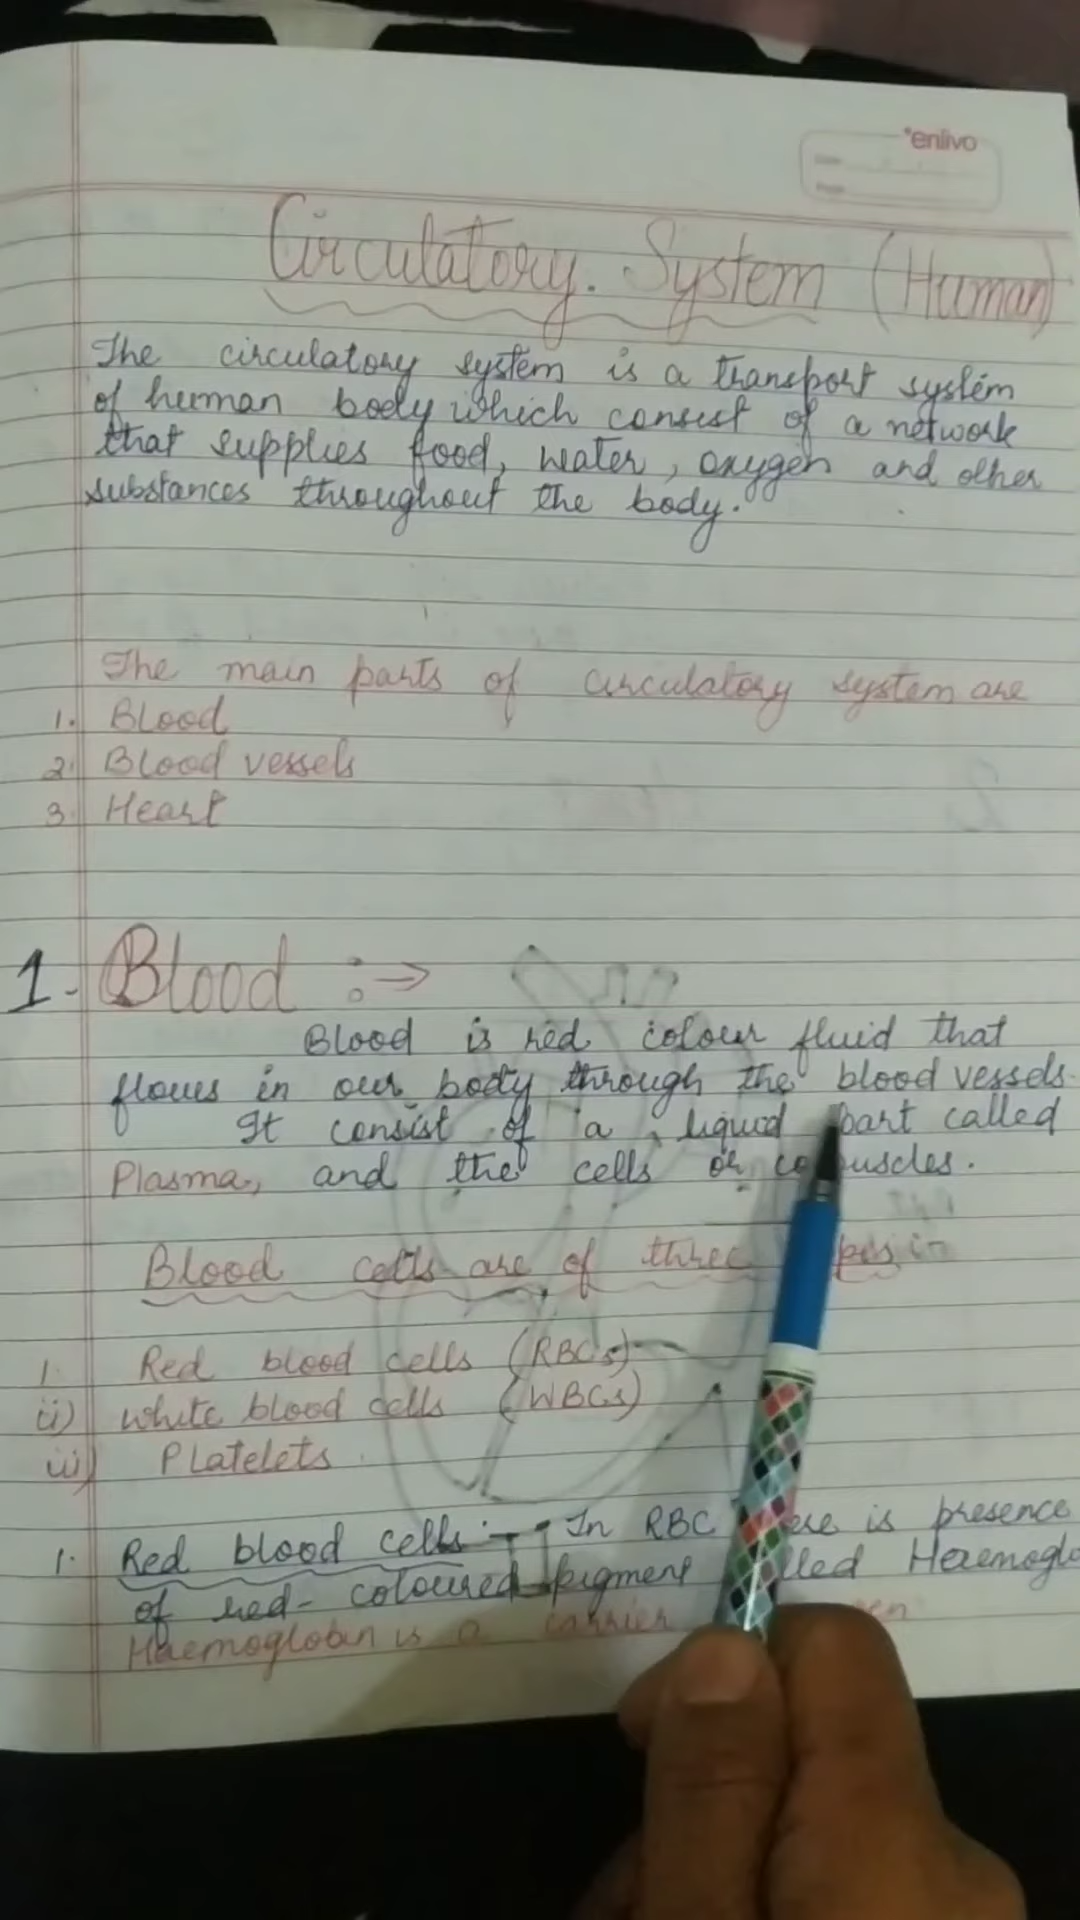 enlivo
Circulatory. System (Human)
The circulatory system is a transport system
of human body which consist of a network
that supplies food, water, oxygen and other
substances throughout the body.
The main parts of circulatory system are
1. Blood
2. Blood vessels
3. Heart
1. Blood :→
Blood is red colour fluid that
flows in our body through the blood vessels.
It consist of a liquid part called
Plasma, and the cells or
Blood cells are of three
1. Red blood cells (RBCs)
ii) white blood cells (WBCs)
iii) Platelets
1. Red blood cells :- In RBC is presence
of red-coloured pigment Haemoglo
Haemoglobin is a carrier